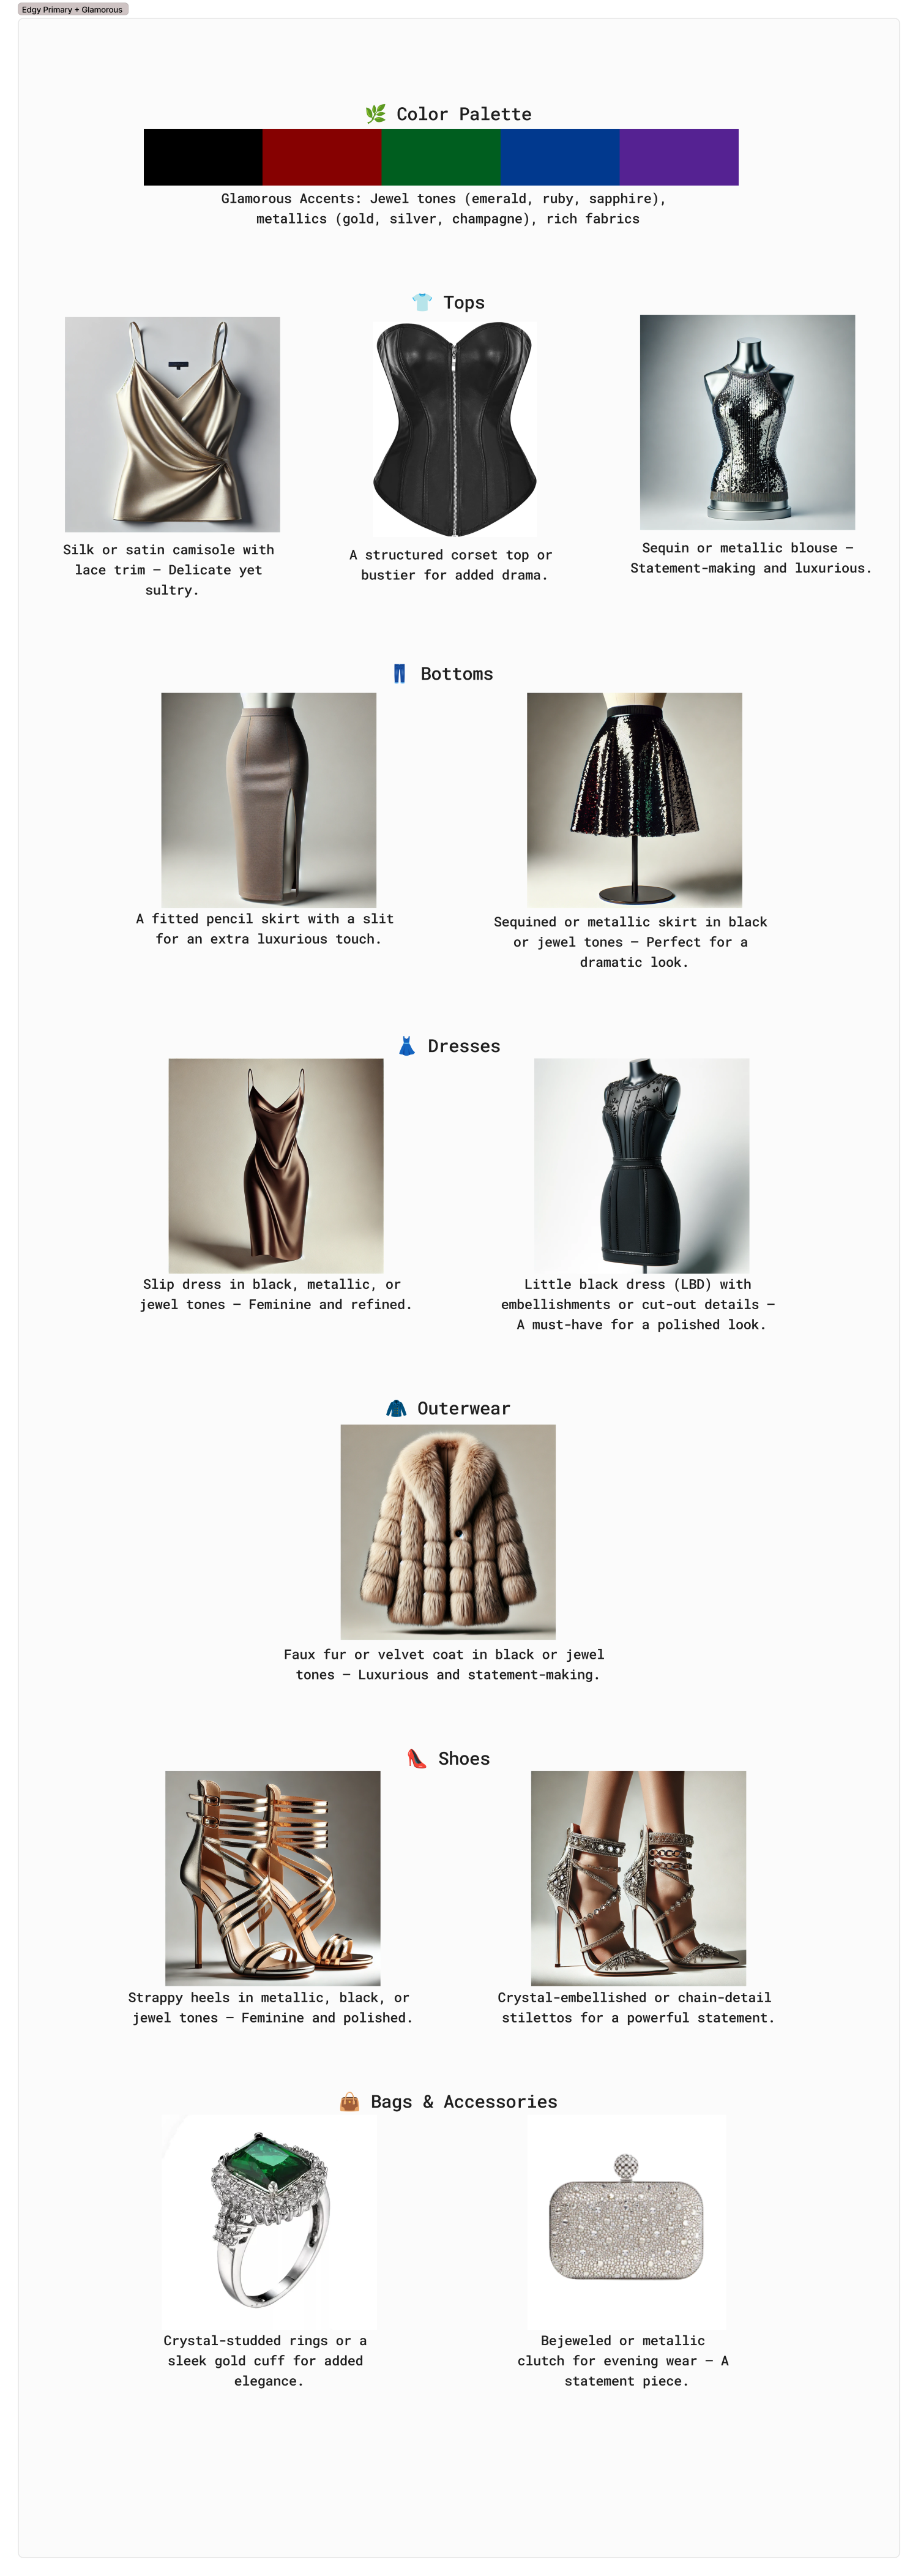 Edgy Primary + Glamorous
🌿 Color Palette
Glamorous Accents: Jewel tones (emerald, ruby, sapphire),
metallics (gold, silver, champagne), rich fabrics
👕 Tops
Silk or satin camisole with
lace trim – Delicate yet
sultry.
A structured corset top or
bustier for added drama.
Sequin or metallic blouse –
Statement-making and luxurious.
👖 Bottoms
A fitted pencil skirt with a slit
for an extra luxurious touch.
Sequined or metallic skirt in black
or jewel tones – Perfect for a
dramatic look.
👗 Dresses
Slip dress in black, metallic, or
jewel tones – Feminine and refined.
Little black dress (LBD) with
embellishments or cut-out details –
A must-have for a polished look.
🧥 Outerwear
Faux fur or velvet coat in black or jewel
tones – Luxurious and statement-making.
👠 Shoes
Strappy heels in metallic, black, or
jewel tones – Feminine and polished.
Crystal-embellished or chain-detail
stilettos for a powerful statement.
👜 Bags & Accessories
Crystal-studded rings or a
sleek gold cuff for added
elegance.
Bejeweled or metallic
clutch for evening wear – A
statement piece.